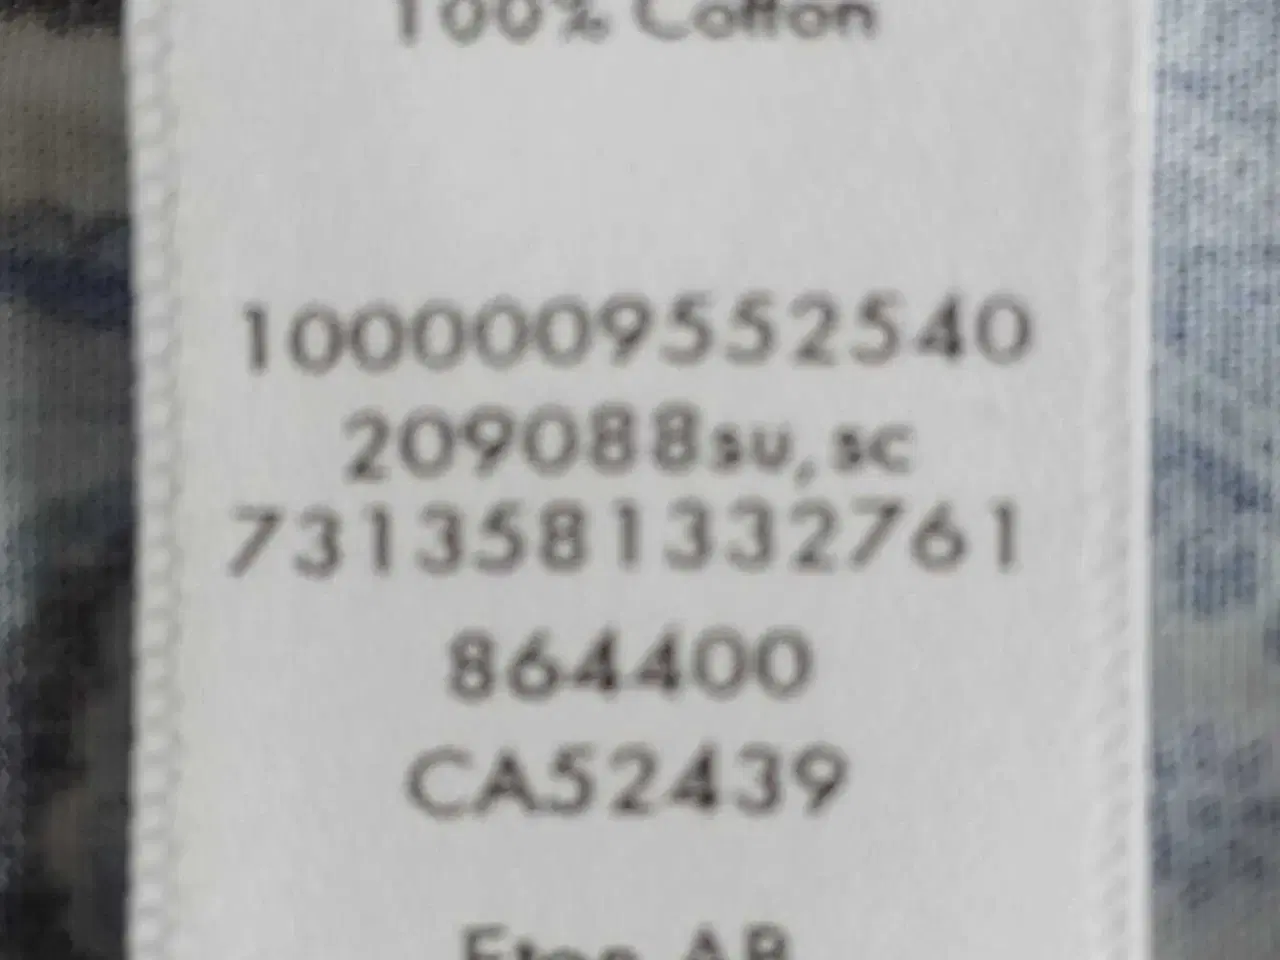 100% Cotton
1000009552540
209088su,sc
7313581332761
864400
CA52439
Eton AB